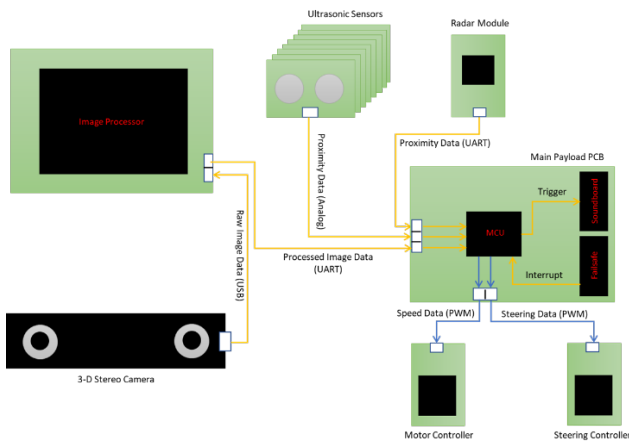 Ultrasonic Sensors
Radar Module
Image Processor
Proximity Data (UART)
Main Payload PCB
Proximity Data (Analog)
Trigger
Soundboard
MCU
Raw Image Data (USB)
Processed Image Data
(UART)
Interrupt
Failsafe
Speed Data (PWM)
Steering Data (PWM)
3-D Stereo Camera
Motor Controller
Steering Controller